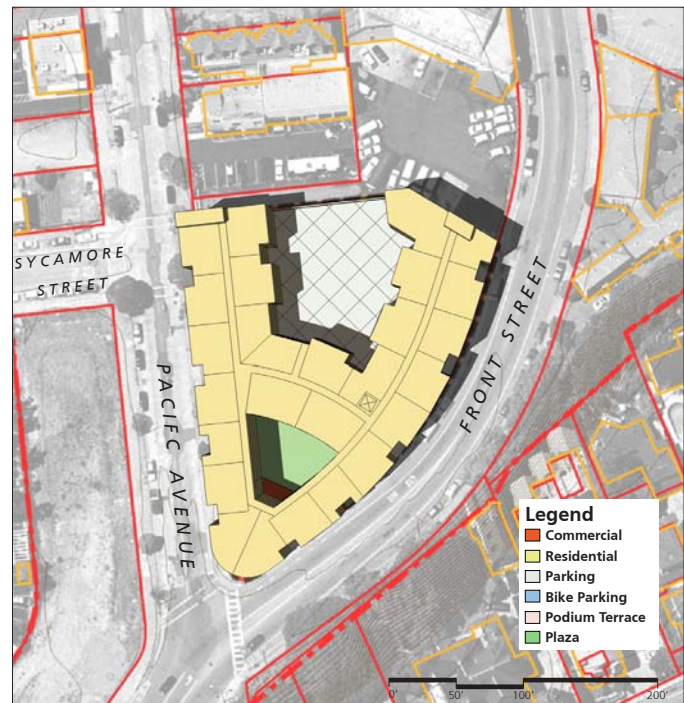 SYCAMORE
STREET
PACIFC AVENUE
FRONT STREET
Legend
Commercial
Residential
Parking
Bike Parking
Podium Terrace
Plaza
0' 50' 100' 200'